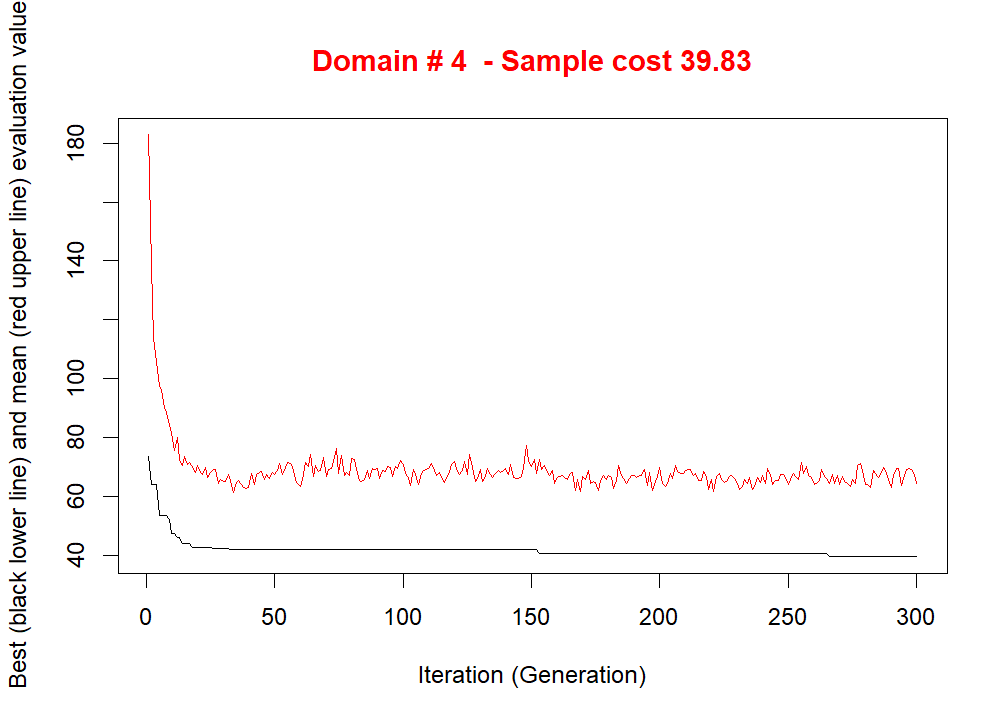 Domain # 4  - Sample cost 39.83
Best (black lower line) and mean (red upper line) evaluation value
180
140
100
80
60
40
0 50 100 150 200 250 300
Iteration (Generation)